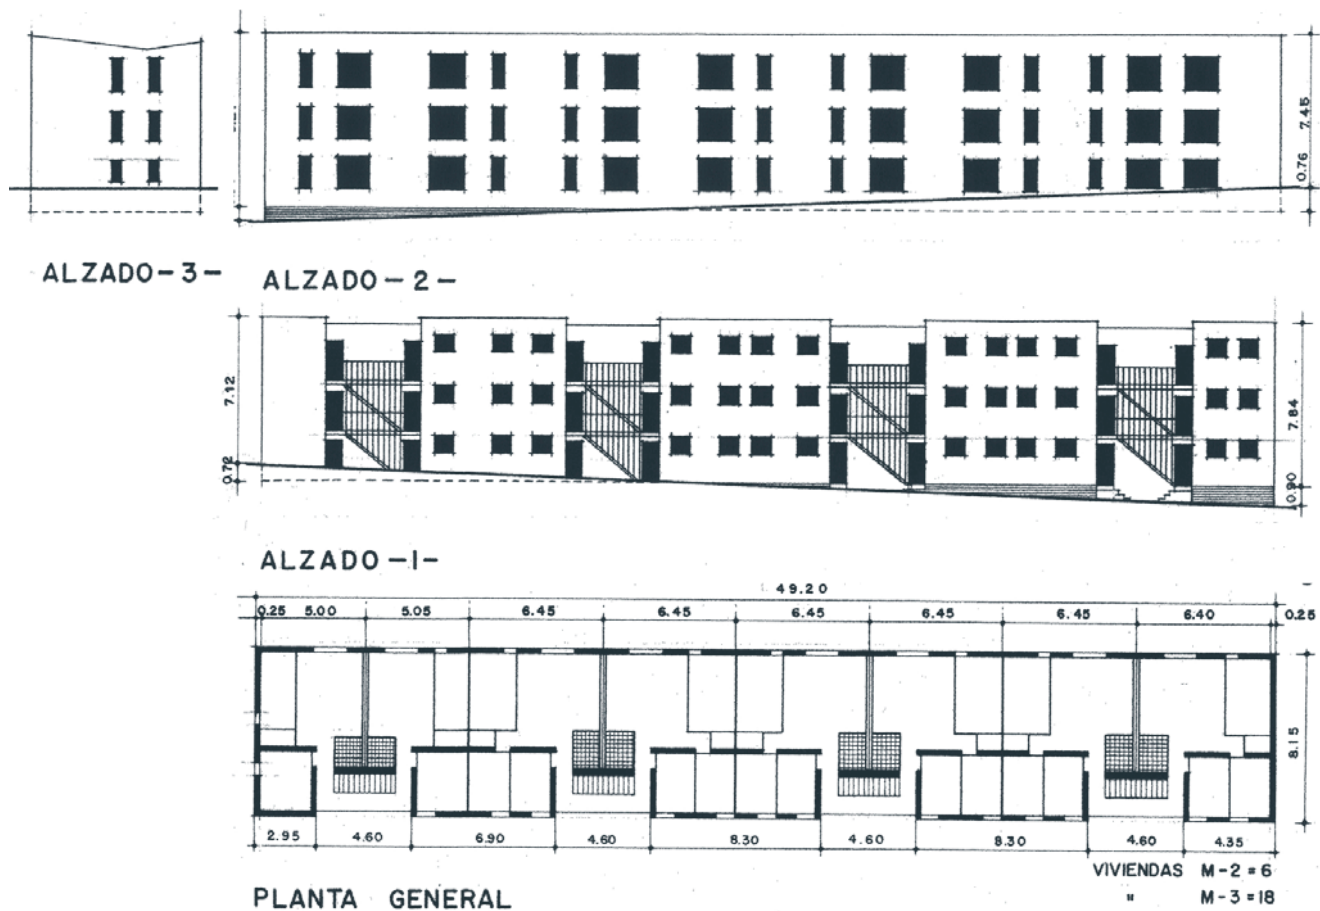 7.45
0.76
ALZADO-3-
ALZADO-2-
7.12
0.72
7.84
0.90
ALZADO-1-
49.20
0.25 5.00 5.05 6.45 6.45 6.45 6.45 6.45 6.40 0.25
8.15
2.95 4.60 6.90 4.60 8.30 4.60 8.30 4.60 4.35
VIVIENDAS M-2=6
" M-3=18
PLANTA GENERAL